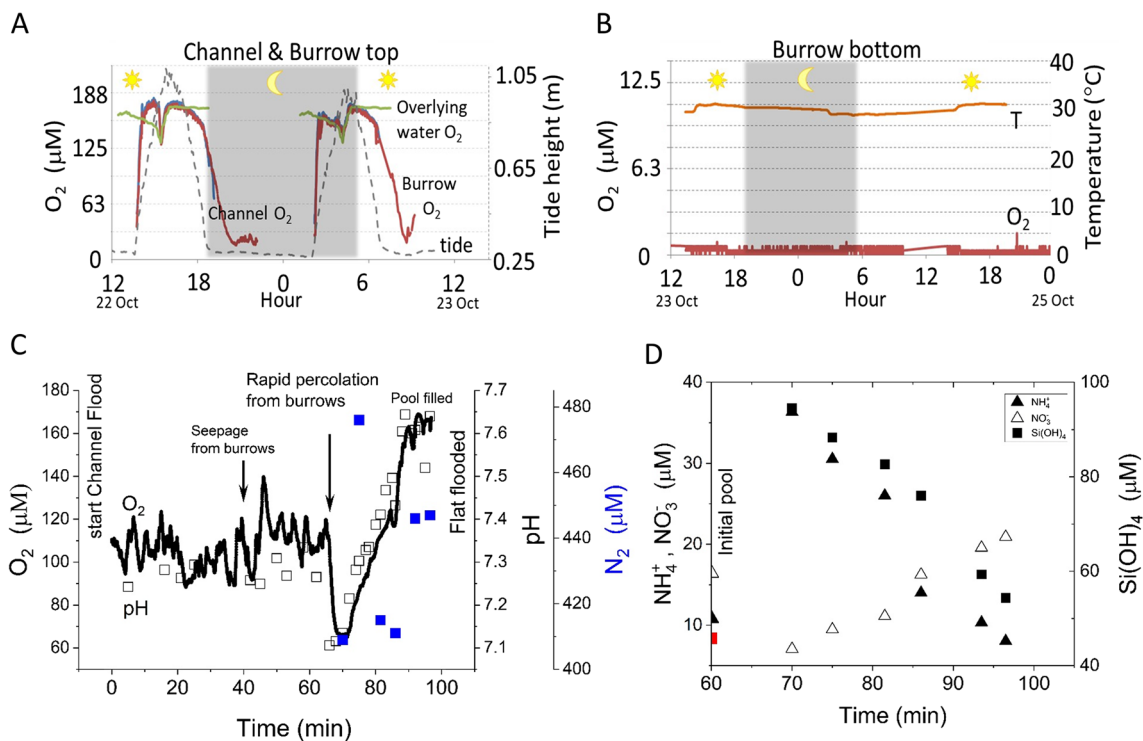 A
Channel & Burrow top
188
125
63
0
O2 (μM)
1.05
0.65
0.25
Tide height (m)
Overlying
water O2
Burrow
O2
Channel O2
tide
12
18
0
6
12
22 Oct
Hour
23 Oct
B
Burrow bottom
12.5
6.3
0
O2 (μM)
40
30
20
10
0
Temperature (°C)
T
O2
12
18
0
6
12
18
0
23 Oct
Hour
25 Oct
C
180
160
140
120
100
80
60
O2 (μM)
start Channel Flood
Rapid percolation
from burrows
Seepage
from burrows
Pool filled
Flat flooded
O2
pH
7.7
7.6
7.5
7.4
7.3
7.2
7.1
pH
480
460
440
420
400
N2 (μM)
0
20
40
60
80
100
Time (min)
D
40
30
20
10
NH4+ , NO3- (μM)
Initial pool
NH4+
NO3-
Si(OH)4
100
80
60
40
Si(OH)4 (μM)
60
70
80
90
100
Time (min)